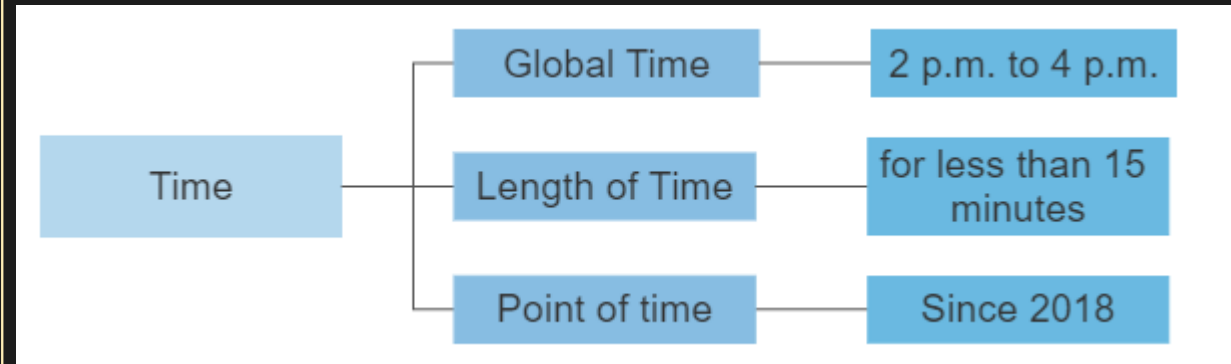 Time
Global Time
2 p.m. to 4 p.m.
Length of Time
for less than 15
minutes
Point of time
Since 2018